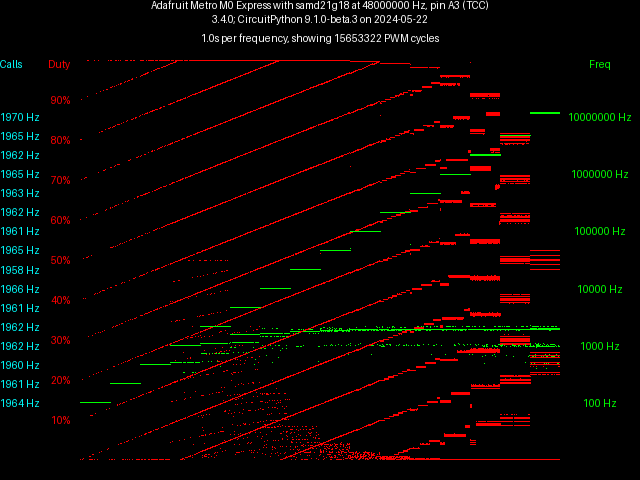 Adafruit Metro M0 Express with samd21g18 at 48000000 Hz, pin A3 (TCC)
3.4.0; CircuitPython 9.1.0-beta.3 on 2024-05-22
1.0s per frequency, showing 15653322 PWM cycles
Calls Duty Freq
90%
1970 Hz 10000000 Hz
1965 Hz 80%
1962 Hz
1965 Hz 70% 1000000 Hz
1963 Hz
1962 Hz 60%
1961 Hz 100000 Hz
1965 Hz 50%
1958 Hz
1966 Hz 40% 10000 Hz
1961 Hz
1962 Hz 30%
1962 Hz 1000 Hz
1960 Hz 20%
1961 Hz
1964 Hz 100 Hz
10%